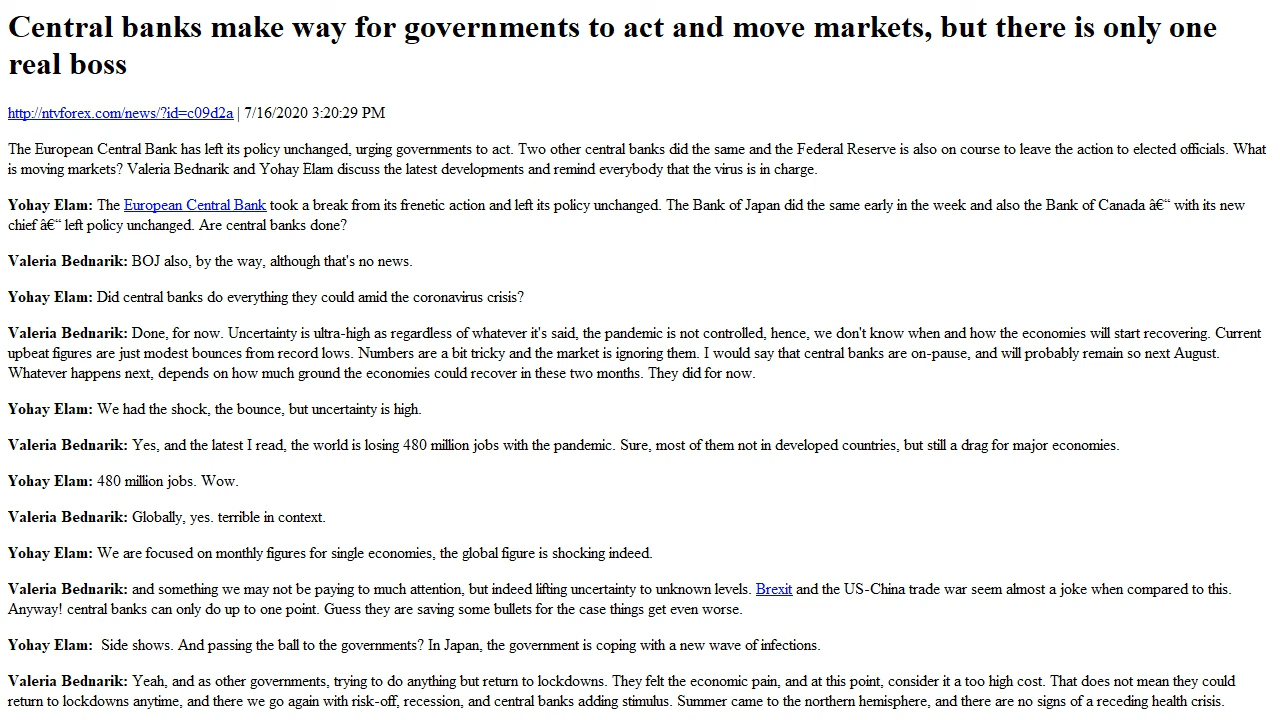 Central banks make way for governments to act and move markets, but there is only one
real boss
http://ntvforex.com/news/?id=c09d2a | 7/16/2020 3:20:29 PM
The European Central Bank has left its policy unchanged, urging governments to act. Two other central banks did the same and the Federal Reserve is also on course to leave the action to elected officials. What
is moving markets? Valeria Bednarik and Yohay Elam discuss the latest developments and remind everybody that the virus is in charge.
Yohay Elam: The European Central Bank took a break from its frenetic action and left its policy unchanged. The Bank of Japan did the same early in the week and also the Bank of Canada â€“ with its new
chief â€“ left policy unchanged. Are central banks done?
Valeria Bednarik: BOJ also, by the way, although that's no news.
Yohay Elam: Did central banks do everything they could amid the coronavirus crisis?
Valeria Bednarik: Done, for now. Uncertainty is ultra-high as regardless of whatever it's said, the pandemic is not controlled, hence, we don't know when and how the economies will start recovering. Current
upbeat figures are just modest bounces from record lows. Numbers are a bit tricky and the market is ignoring them. I would say that central banks are on-pause, and will probably remain so next August.
Whatever happens next, depends on how much ground the economies could recover in these two months. They did for now.
Yohay Elam: We had the shock, the bounce, but uncertainty is high.
Valeria Bednarik: Yes, and the latest I read, the world is losing 480 million jobs with the pandemic. Sure, most of them not in developed countries, but still a drag for major economies.
Yohay Elam: 480 million jobs. Wow.
Valeria Bednarik: Globally, yes. terrible in context.
Yohay Elam: We are focused on monthly figures for single economies, the global figure is shocking indeed.
Valeria Bednarik: and something we may not be paying to much attention, but indeed lifting uncertainty to unknown levels. Brexit and the US-China trade war seem almost a joke when compared to this.
Anyway! central banks can only do up to one point. Guess they are saving some bullets for the case things get even worse.
Yohay Elam: Side shows. And passing the ball to the governments? In Japan, the government is coping with a new wave of infections.
Valeria Bednarik: Yeah, and as other governments, trying to do anything but return to lockdowns. They felt the economic pain, and at this point, consider it a too high cost. That does not mean they could
return to lockdowns anytime, and there we go again with risk-off, recession, and central banks adding stimulus. Summer came to the northern hemisphere, and there are no signs of a receding health crisis.